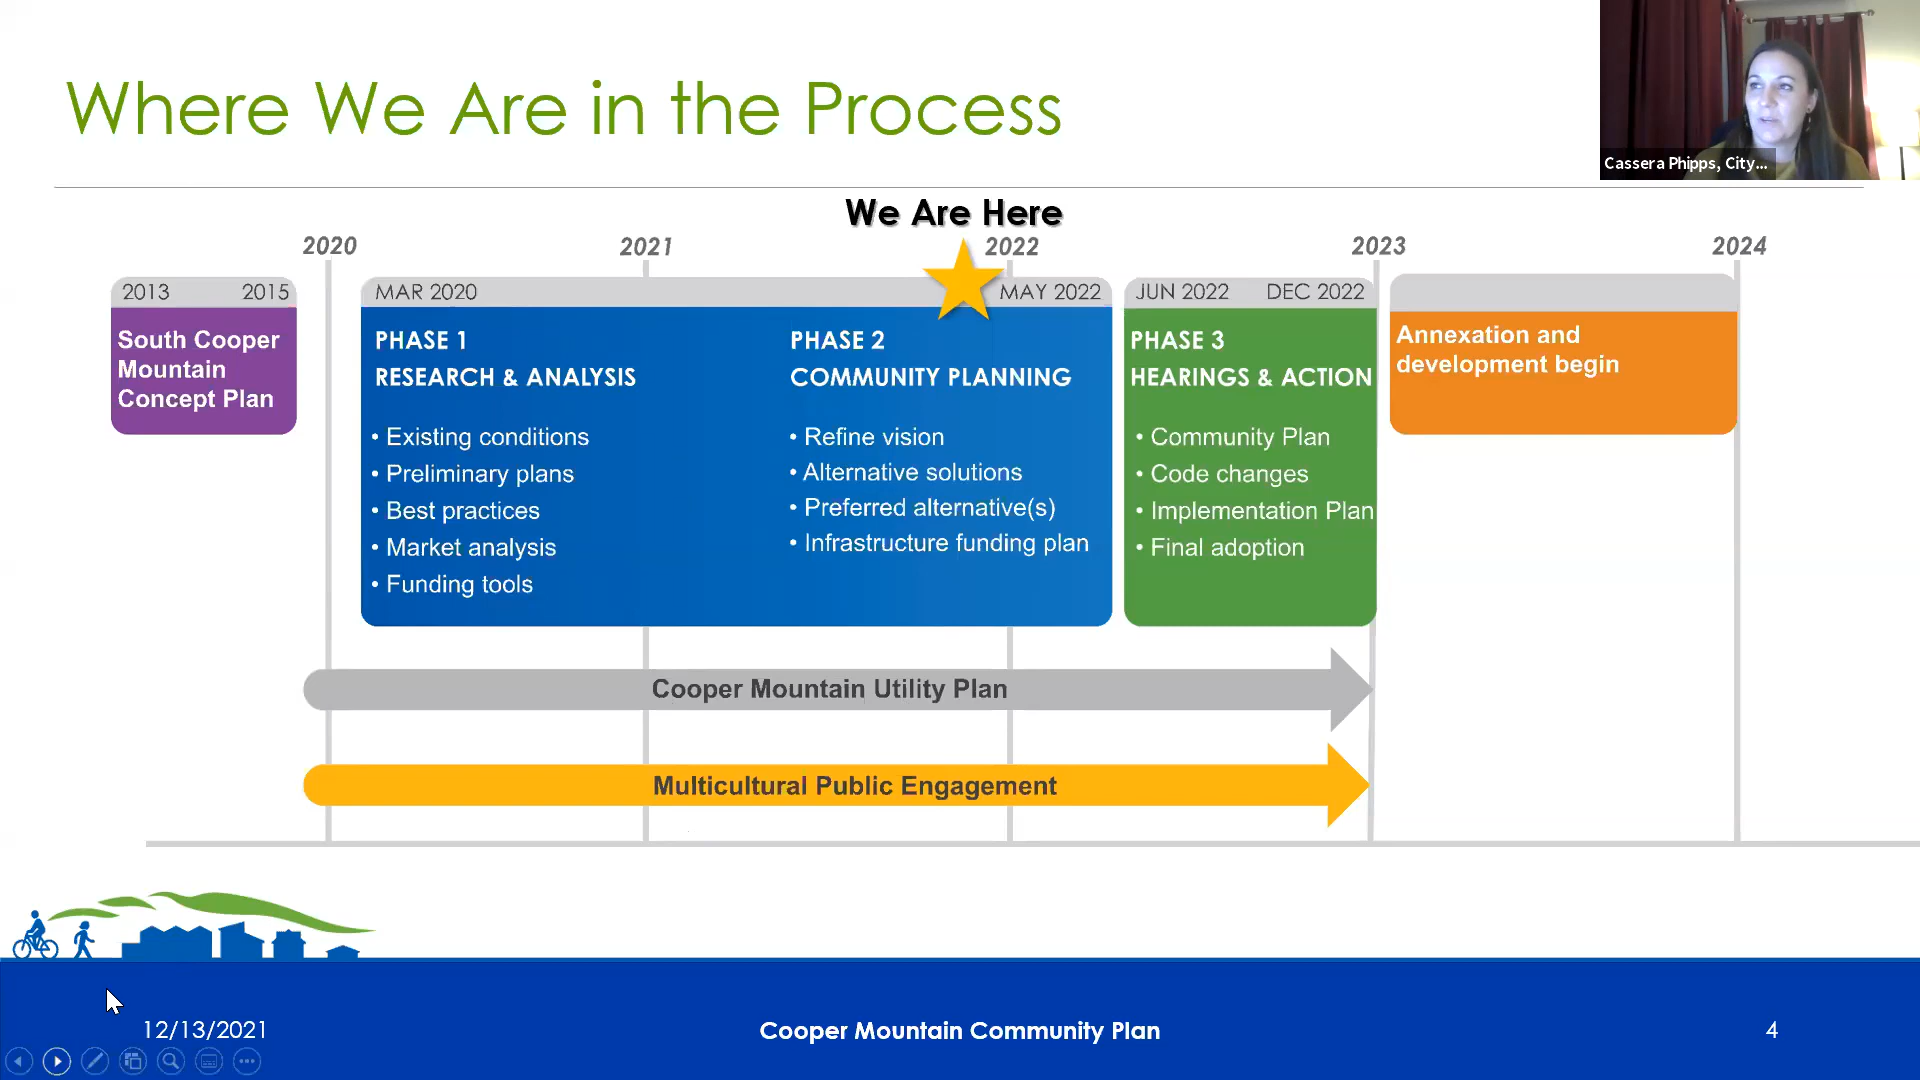 Where We Are in the Process
Cassera Phipps, City...
We Are Here
2020
2021
2022
2023
2024
2013 2015
South Cooper
Mountain
Concept Plan
MAR 2020
MAY 2022
PHASE 1
RESEARCH & ANALYSIS
• Existing conditions
• Preliminary plans
• Best practices
• Market analysis
• Funding tools
PHASE 2
COMMUNITY PLANNING
• Refine vision
• Alternative solutions
• Preferred alternative(s)
• Infrastructure funding plan
JUN 2022 DEC 2022
PHASE 3
HEARINGS & ACTION
• Community Plan
• Code changes
• Implementation Plan
• Final adoption
Annexation and
development begin
Cooper Mountain Utility Plan
Multicultural Public Engagement
12/13/2021
Cooper Mountain Community Plan
4